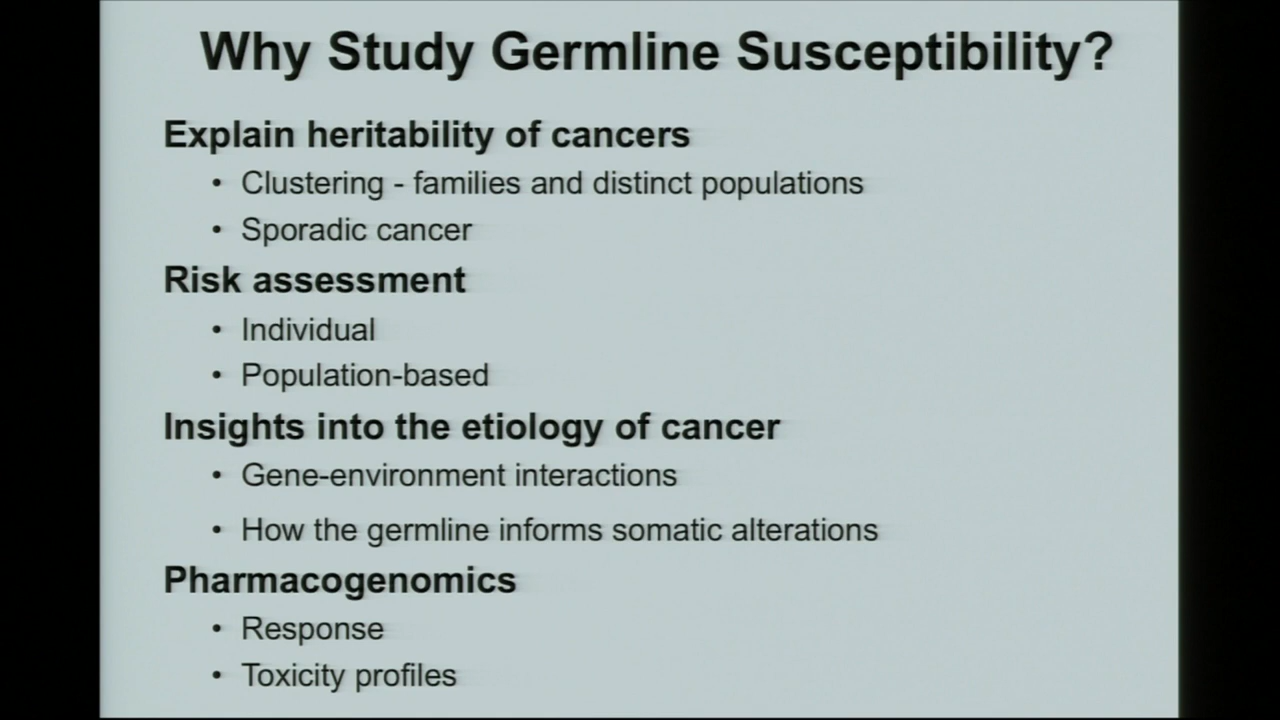 Why Study Germline Susceptibility?
Explain heritability of cancers
• Clustering - families and distinct populations
• Sporadic cancer
Risk assessment
• Individual
• Population-based
Insights into the etiology of cancer
• Gene-environment interactions
• How the germline informs somatic alterations
Pharmacogenomics
• Response
• Toxicity profiles